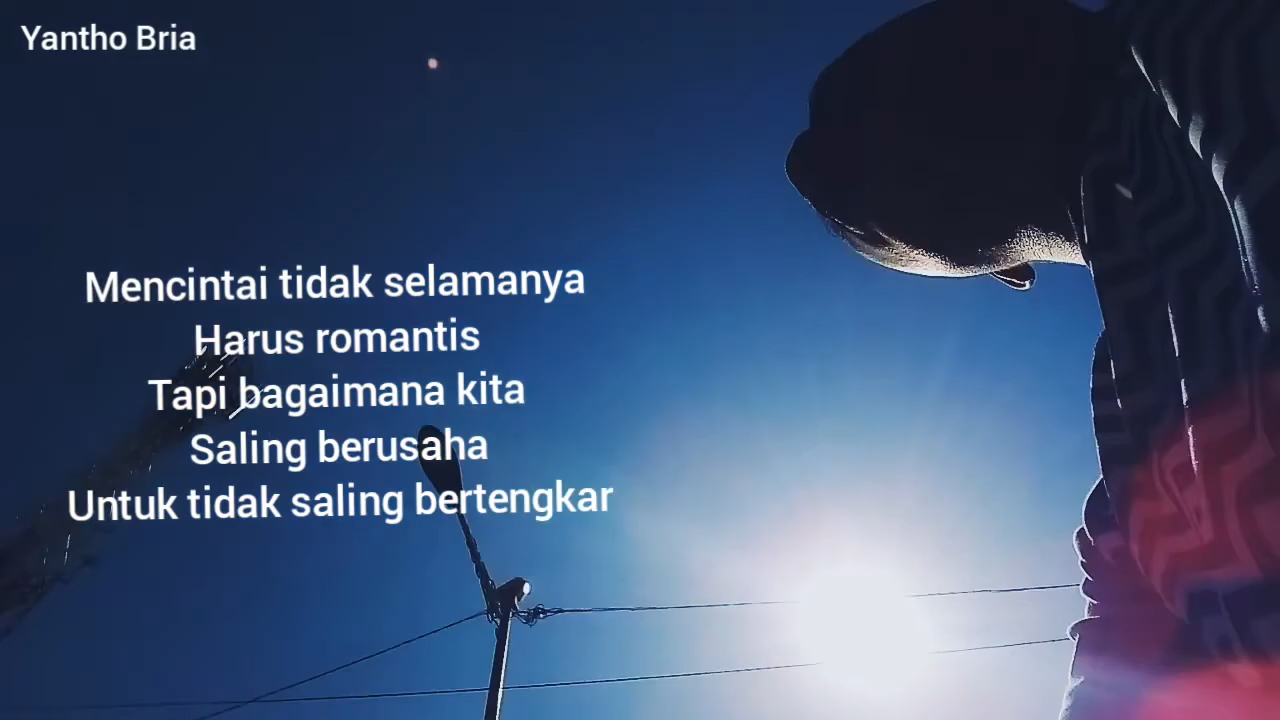 Yantho Bria
Mencintai tidak selamanya
Harus romantis
Tapi bagaimana kita
Saling berusaha
Untuk tidak saling bertengkar